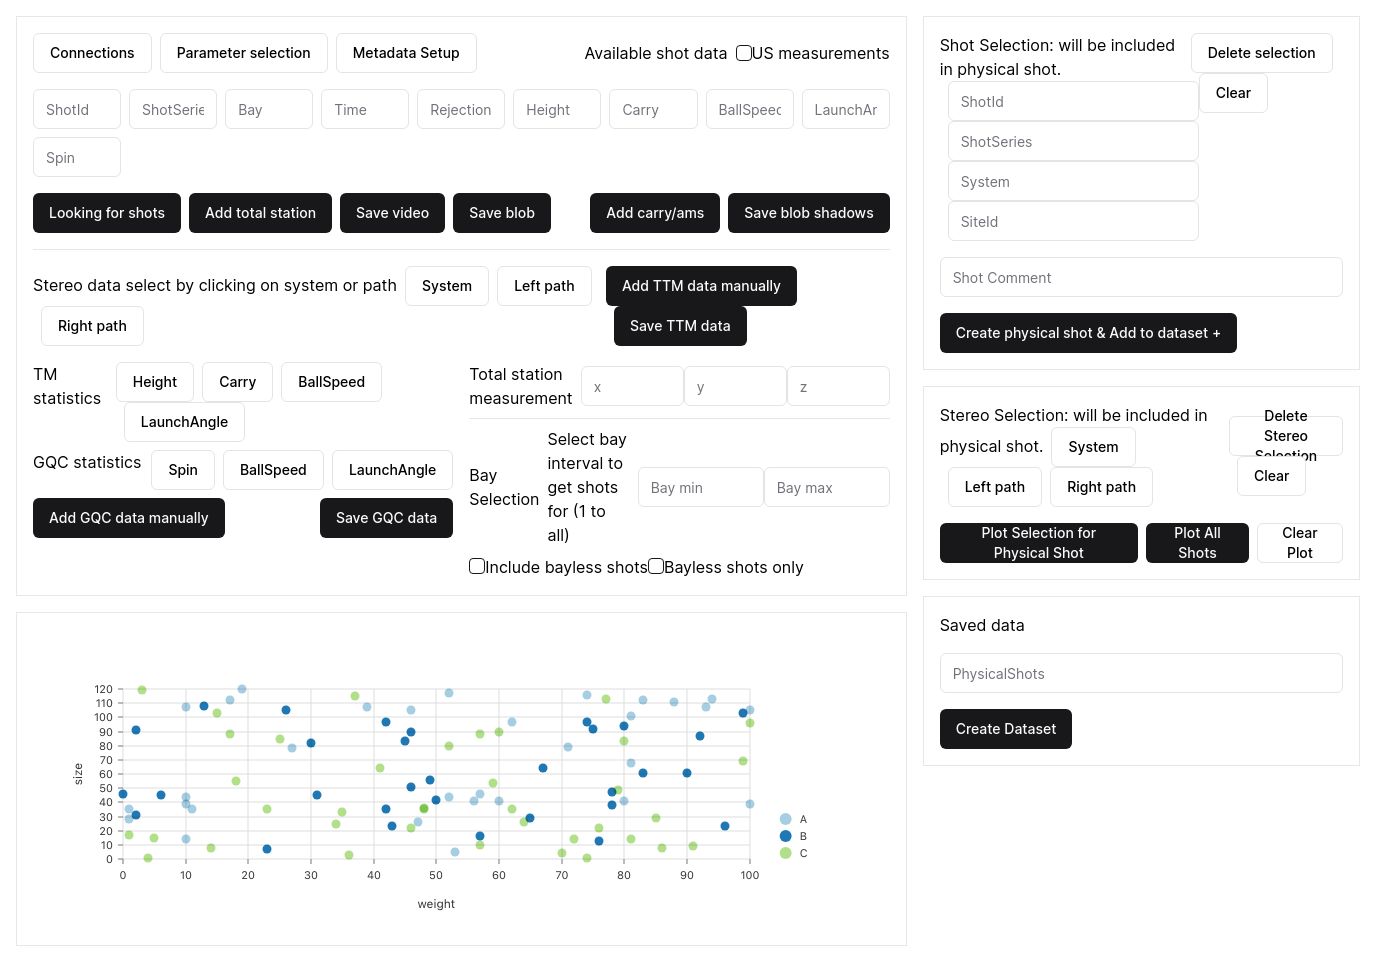 Connections
Parameter selection
Metadata Setup
Available shot data
US measurements
ShotId
ShotSerie
Bay
Time
Rejection
Height
Carry
BallSpeed
LaunchAr
Spin
Looking for shots
Add total station
Save video
Save blob
Add carry/ams
Save blob shadows
Stereo data select by clicking on system or path
System
Left path
Right path
Add TTM data manually
Save TTM data
TM
statistics
Height
Carry
BallSpeed
LaunchAngle
GQC statistics
Spin
BallSpeed
LaunchAngle
Add GQC data manually
Save GQC data
Total station
measurement
x
y
z
Bay
Selection
Select bay
interval to
get shots
for (1 to
all)
Bay min
Bay max
Include bayless shots
Bayless shots only
120
110
100
90
80
70
60
50
40
30
20
10
0
size
0
10
20
30
40
50
60
70
80
90
100
weight
A
B
C
Shot Selection: will be included
in physical shot.
Delete selection
Clear
ShotId
ShotSeries
System
SiteId
Shot Comment
Create physical shot & Add to dataset +
Stereo Selection: will be included in
physical shot.
System
Left path
Right path
Delete
Stereo
Selection
Clear
Plot Selection for
Physical Shot
Plot All
Shots
Clear
Plot
Saved data
PhysicalShots
Create Dataset